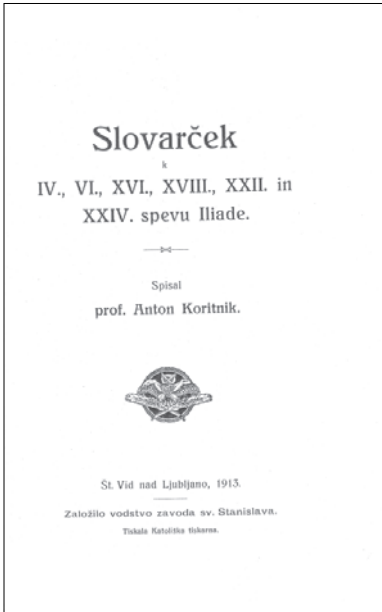 Slovarček
k
IV., VI., XVI., XVIII., XXII. in
XXIV. spevu Iliade.
Spisal
prof. Anton Koritnik.
Št. Vid nad Ljubljano, 1913.
Založilo vodstvo zavoda sv. Stanislava.
Tiskala Katoliška tiskarna.